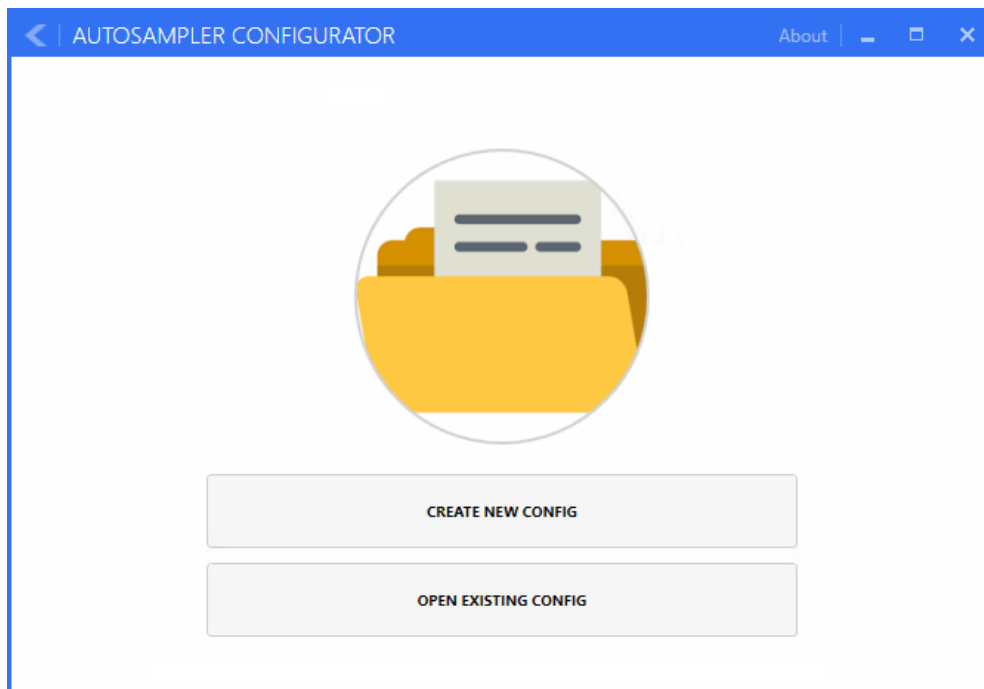 AUTOSAMPLER CONFIGURATOR About
CREATE NEW CONFIG
OPEN EXISTING CONFIG